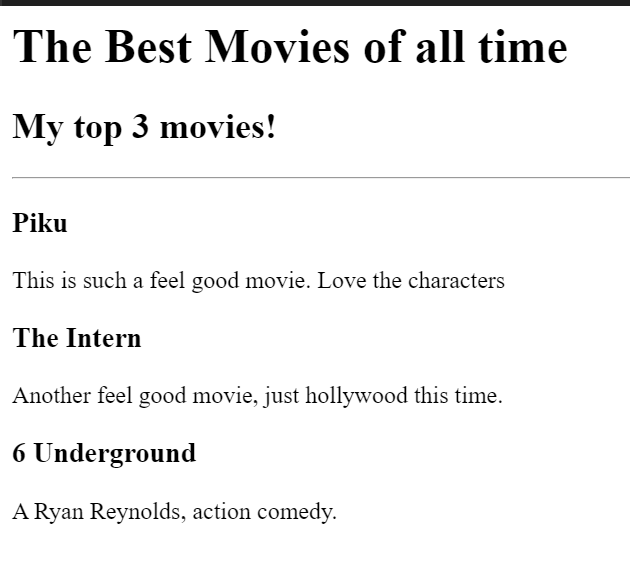 The Best Movies of all time
My top 3 movies!
Piku
This is such a feel good movie. Love the characters
The Intern
Another feel good movie, just hollywood this time.
6 Underground
A Ryan Reynolds, action comedy.